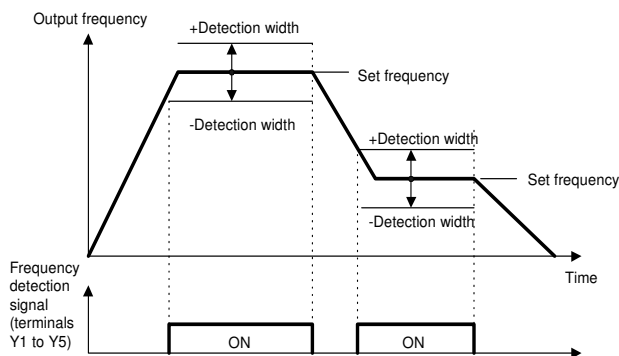 Output frequency
+Detection width
Set frequency
-Detection width
+Detection width
Set frequency
-Detection width
Time
Frequency
detection
signal
(terminals
Y1 to Y5)
ON
ON